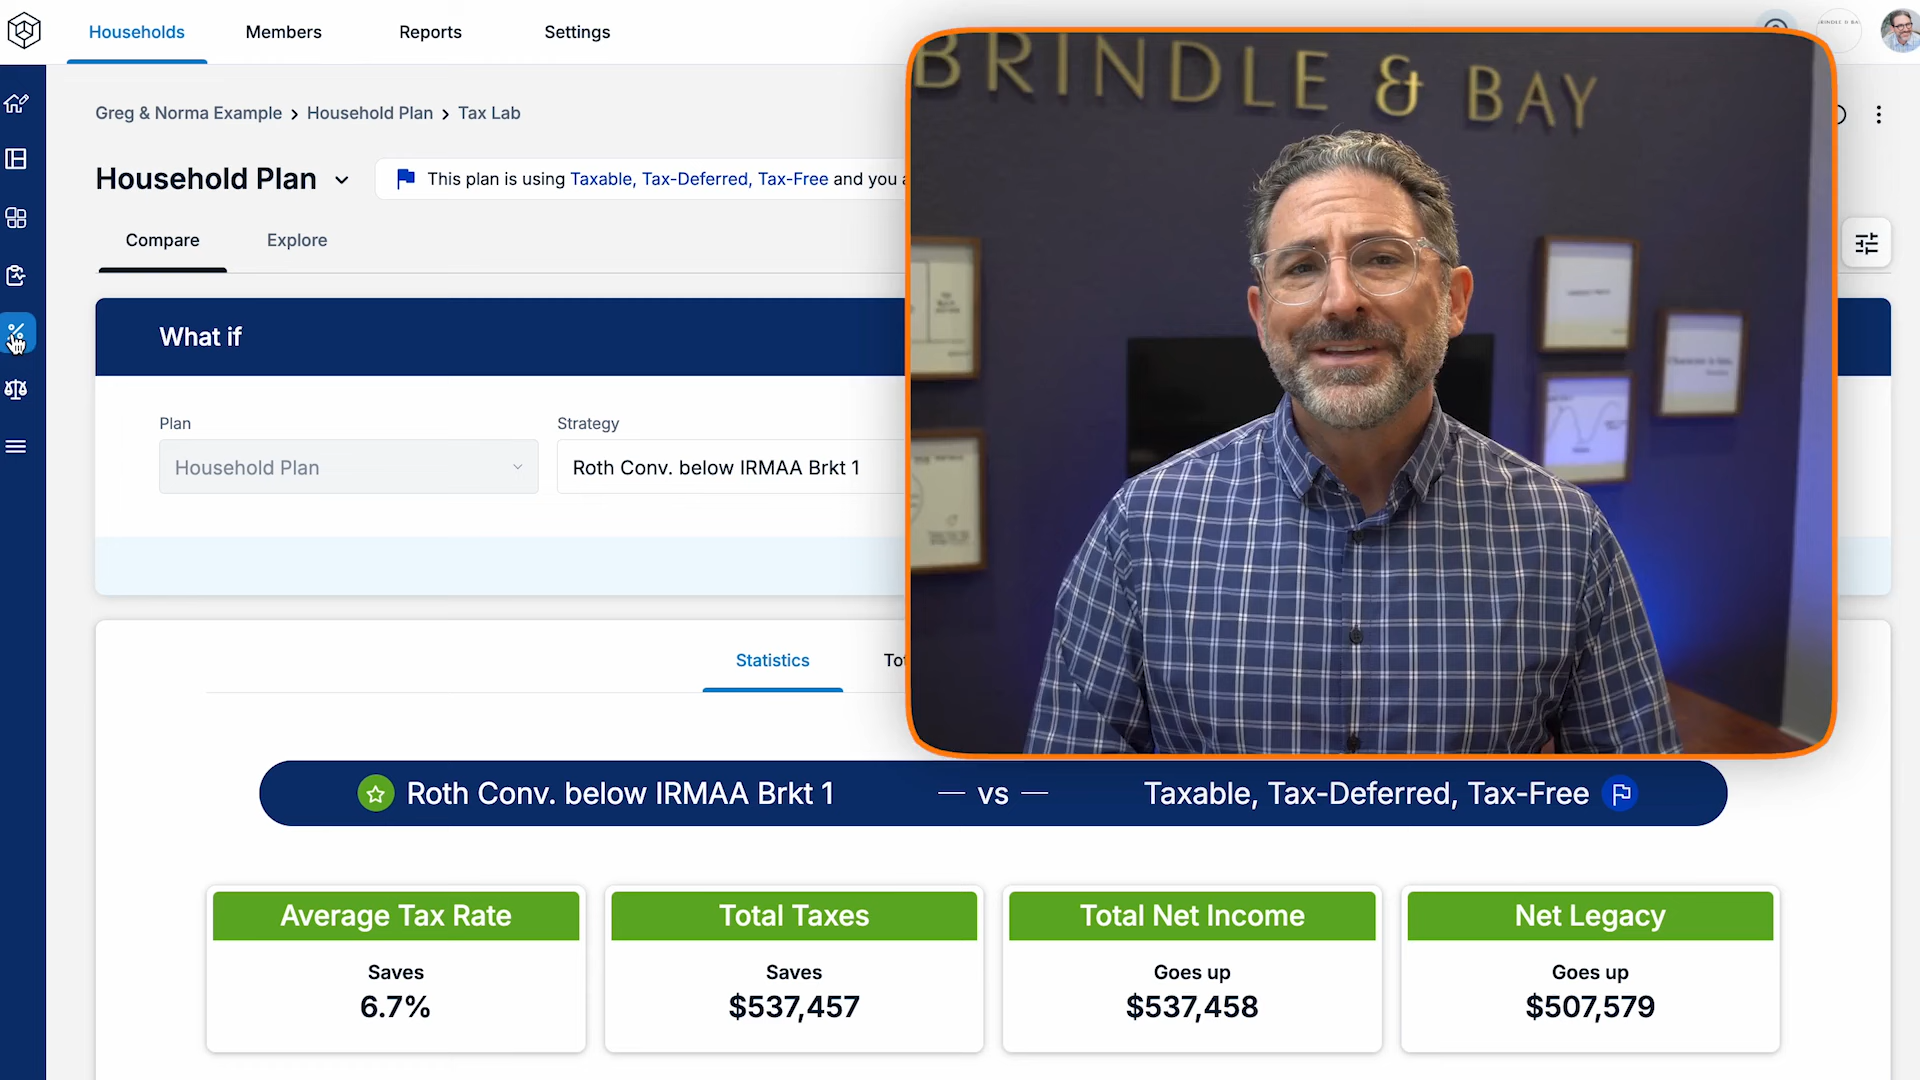 Households
Members
Reports
Settings
BRINDLE & BAY
Greg & Norma Example > Household Plan > Tax Lab
Household Plan
This plan is using Taxable, Tax-Deferred, Tax-Free and you
Compare
Explore
BRINDLE & BAY
What if
Plan
Strategy
Household Plan
Roth Conv. below IRMAA Brkt 1
Statistics
Roth Conv. below IRMAA Brkt 1
vs
Taxable, Tax-Deferred, Tax-Free
Average Tax Rate
Saves
6.7%
Total Taxes
Saves
$537,457
Total Net Income
Goes up
$537,458
Net Legacy
Goes up
$507,579